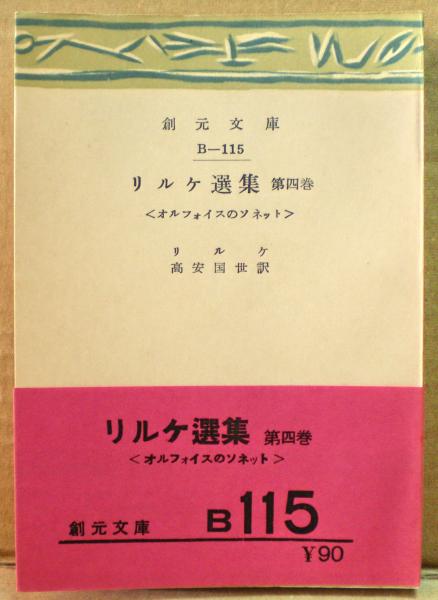 創元文庫
B—115
リルケ選集 第四巻
＜オルフォイスのソネット＞
リルケ
高安国世訳
リルケ選集 第四巻
＜オルフォイスのソネット＞
創元文庫 B115
¥90